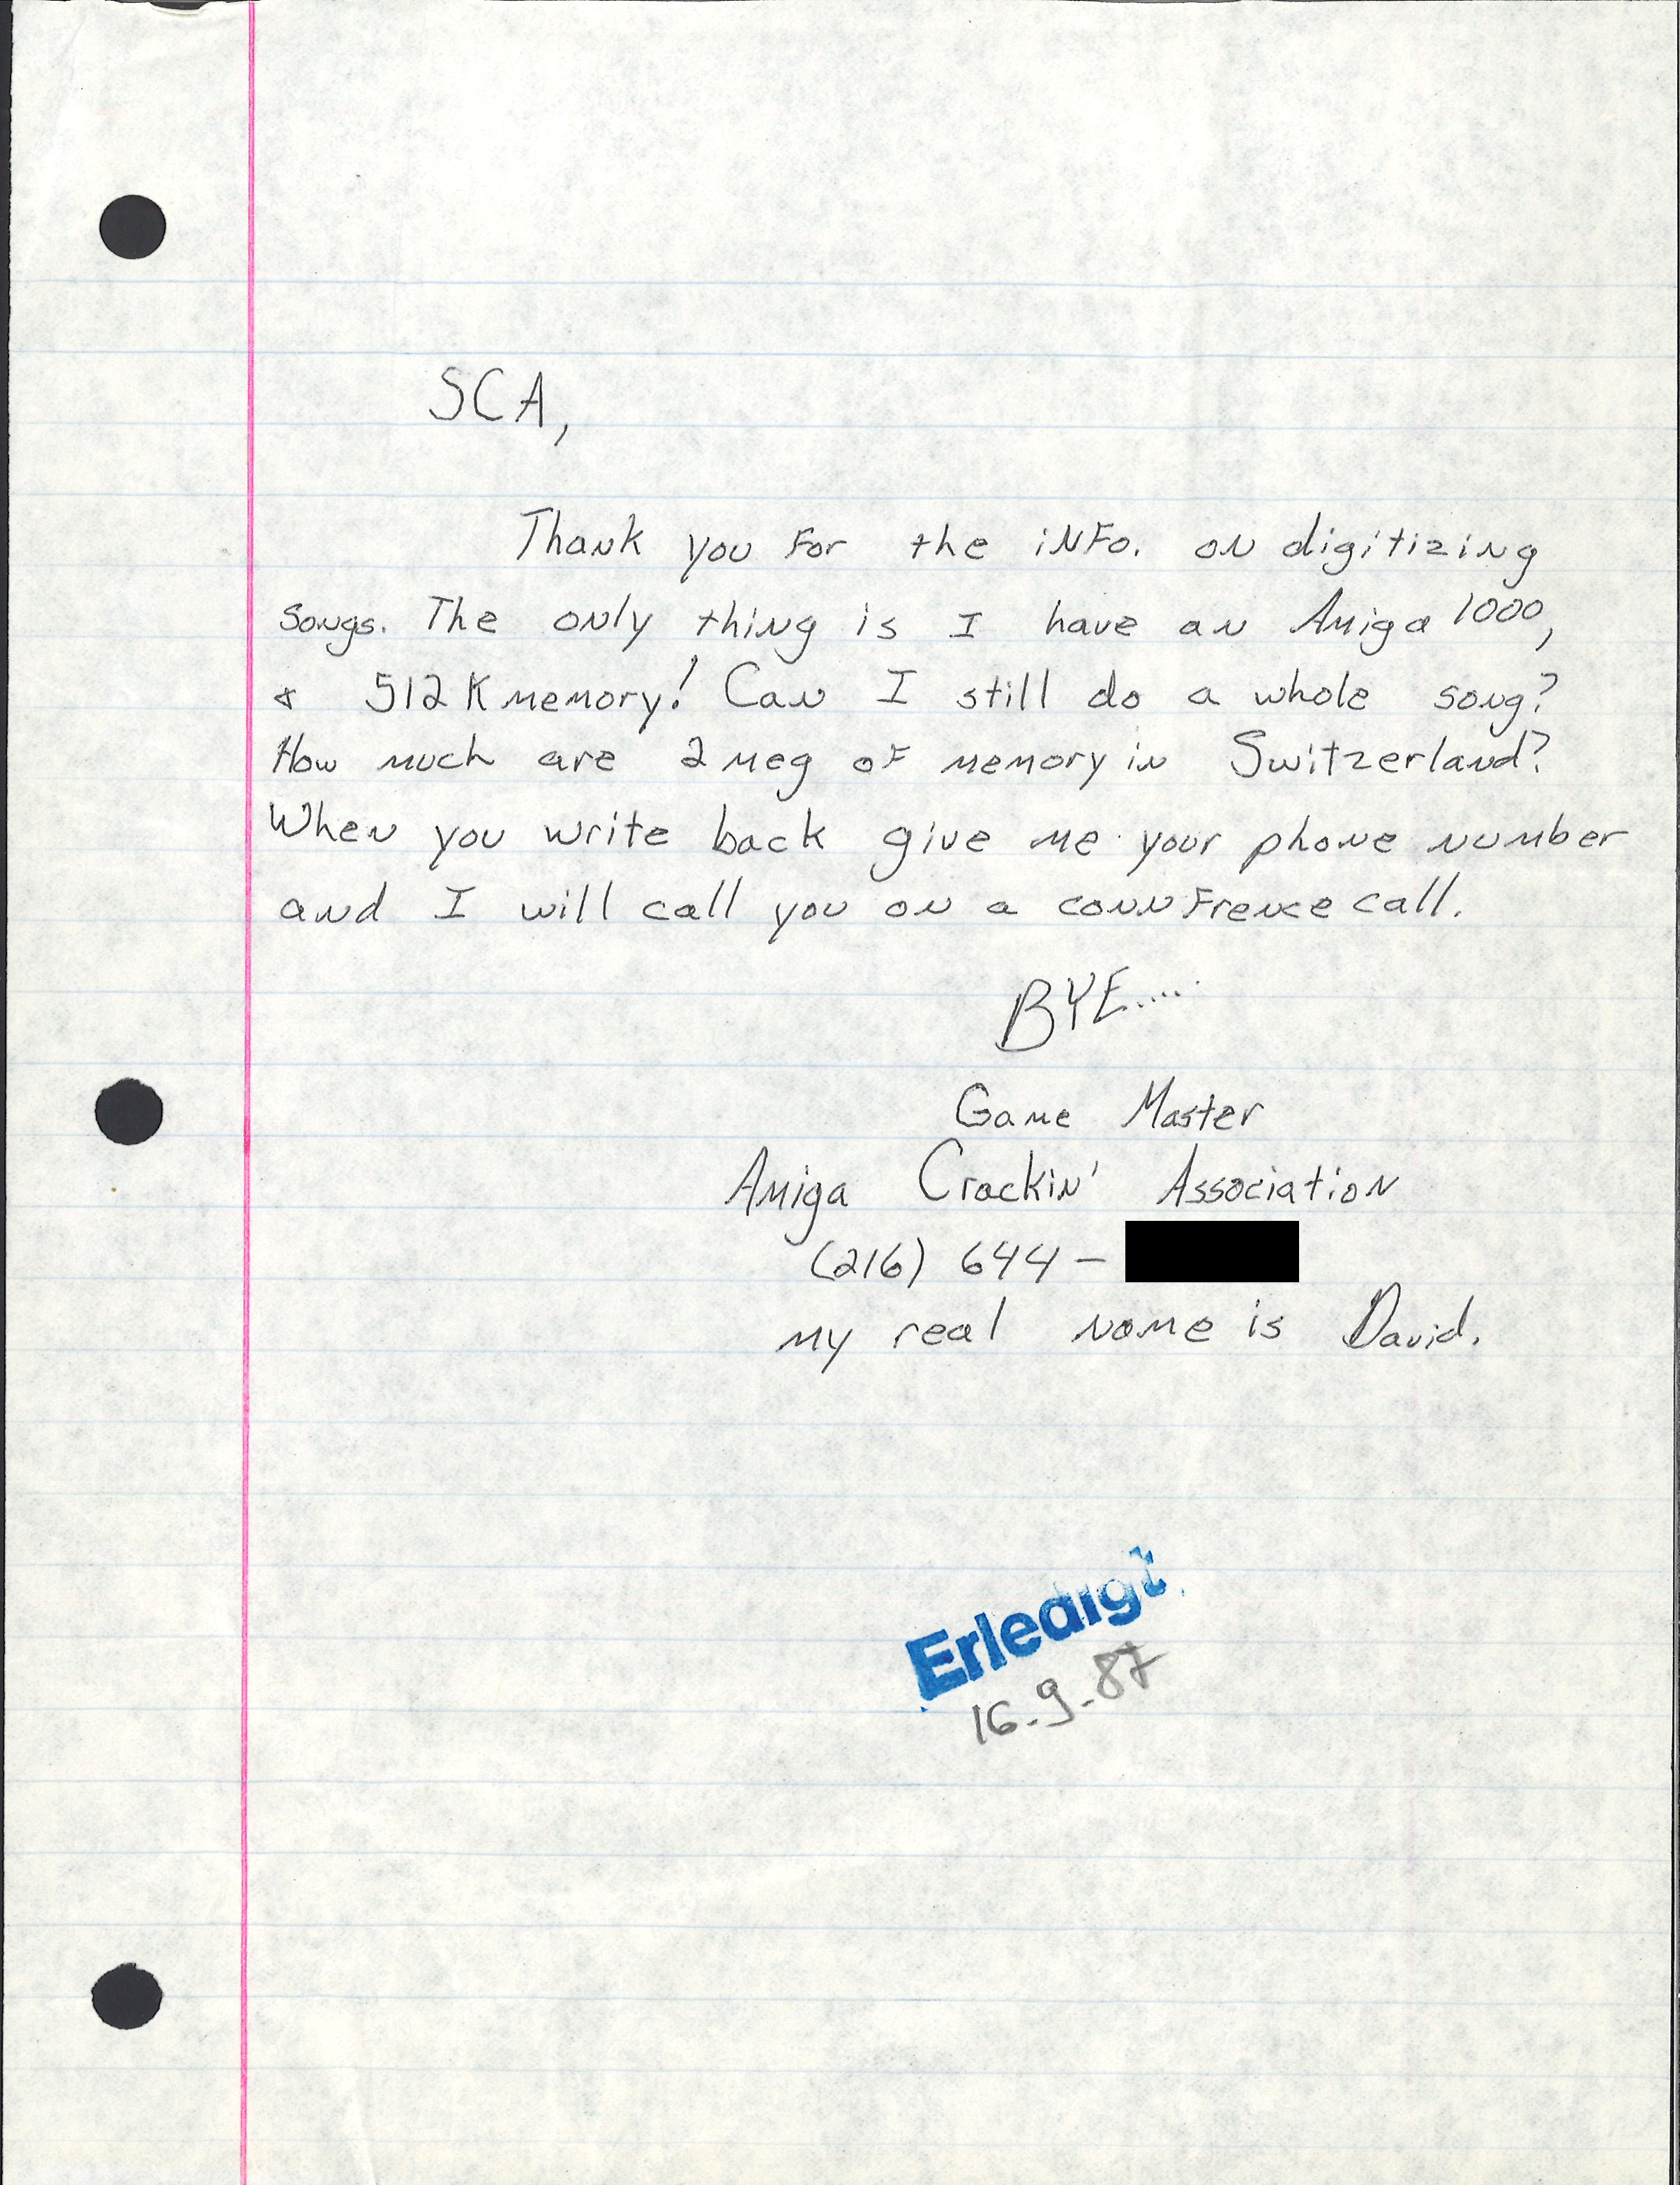 SCA,
Thank you For the iNFo. on digitizing
Songs. The only thing is I have an Amiga 1000,
& 512K memory! Can I still do a whole song?
How much are 2 meg of memory in Switzerland?
When you write back give me your phone number
and I will call you on a connFrence call.
BYE.....
Game Master
Amiga Crackin' Association
(216) 644-
my real name is David.
Erledigt
16.9.87